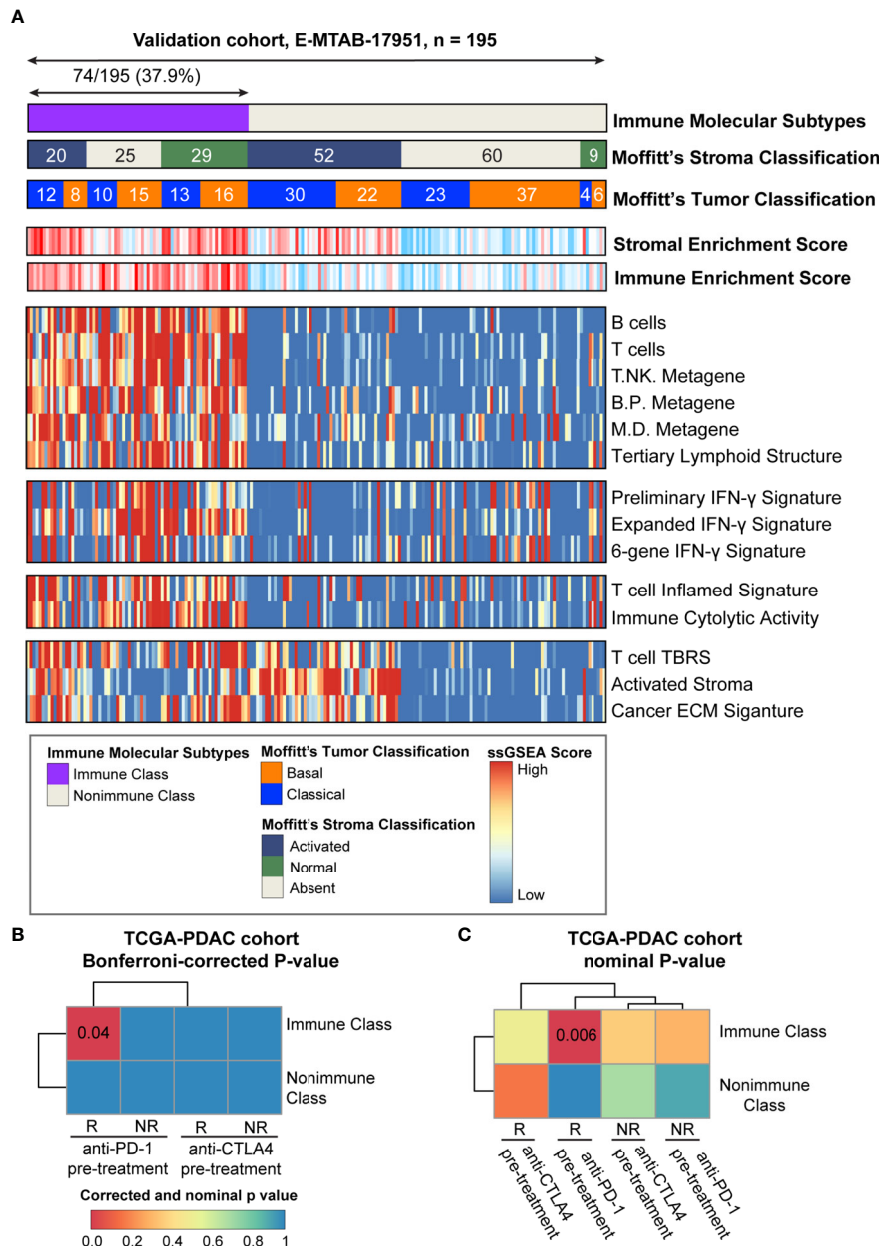 A
Validation cohort, E-MTAB-17951, n = 195
74/195 (37.9%)
Immune Molecular Subtypes
20 25 29 52 60 9 Moffitt's Stroma Classification
12 8 10 15 13 16 30 22 23 37 4 6 Moffitt's Tumor Classification
Stromal Enrichment Score
Immune Enrichment Score
B cells
T cells
T.NK. Metagene
B.P. Metagene
M.D. Metagene
Tertiary Lymphoid Structure
Preliminary IFN-γ Signature
Expanded IFN-γ Signature
6-gene IFN-γ Signature
T cell Inflamed Signature
Immune Cytolytic Activity
T cell TBRS
Activated Stroma
Cancer ECM Siganture
Immune Molecular Subtypes
Immune Class
Nonimmune Class
Moffitt's Tumor Classification
Basal
Classical
Moffitt's Stroma Classification
Activated
Normal
Absent
ssGSEA Score
High
Low
B
TCGA-PDAC cohort
Bonferroni-corrected P-value
0.04
Immune Class
Nonimmune
Class
R NR R NR
anti-PD-1 anti-CTLA4
pre-treatment pre-treatment
Corrected and nominal p value
0.0 0.2 0.4 0.6 0.8 1
C
TCGA-PDAC cohort
nominal P-value
0.006
Immune Class
Nonimmune
Class
R R NR NR
anti-CTLA4
pre-treatment
anti-PD-1
pre-treatment
anti-CTLA4
pre-treatment
anti-PD-1
pre-treatment